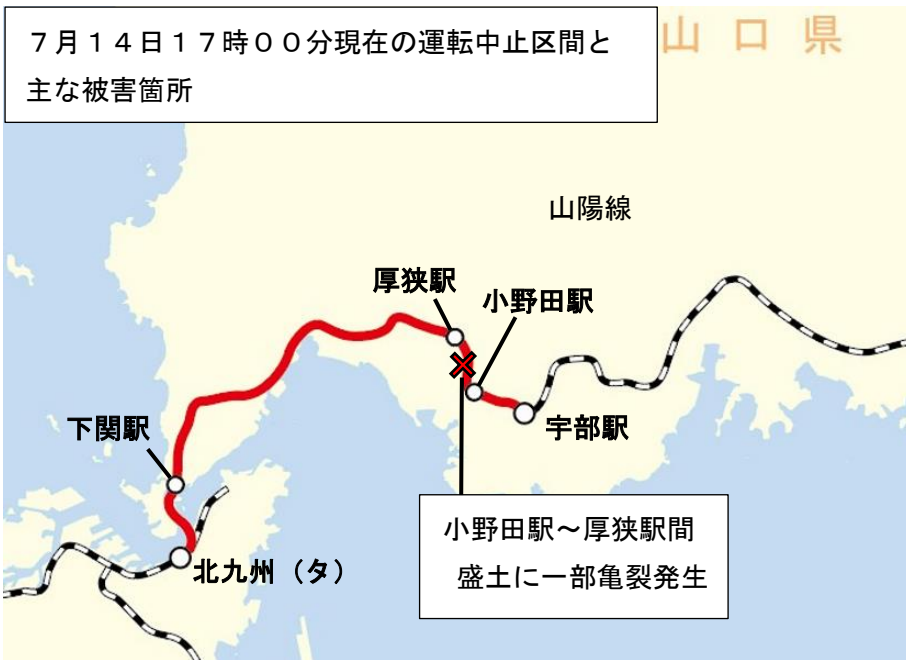 ７月１４日１７時００分現在の運転中止区間と
主な被害箇所
山口県
山陽線
厚狭駅
小野田駅
下関駅
宇部駅
小野田駅～厚狭駅間
盛土に一部亀裂発生
北九州（タ）